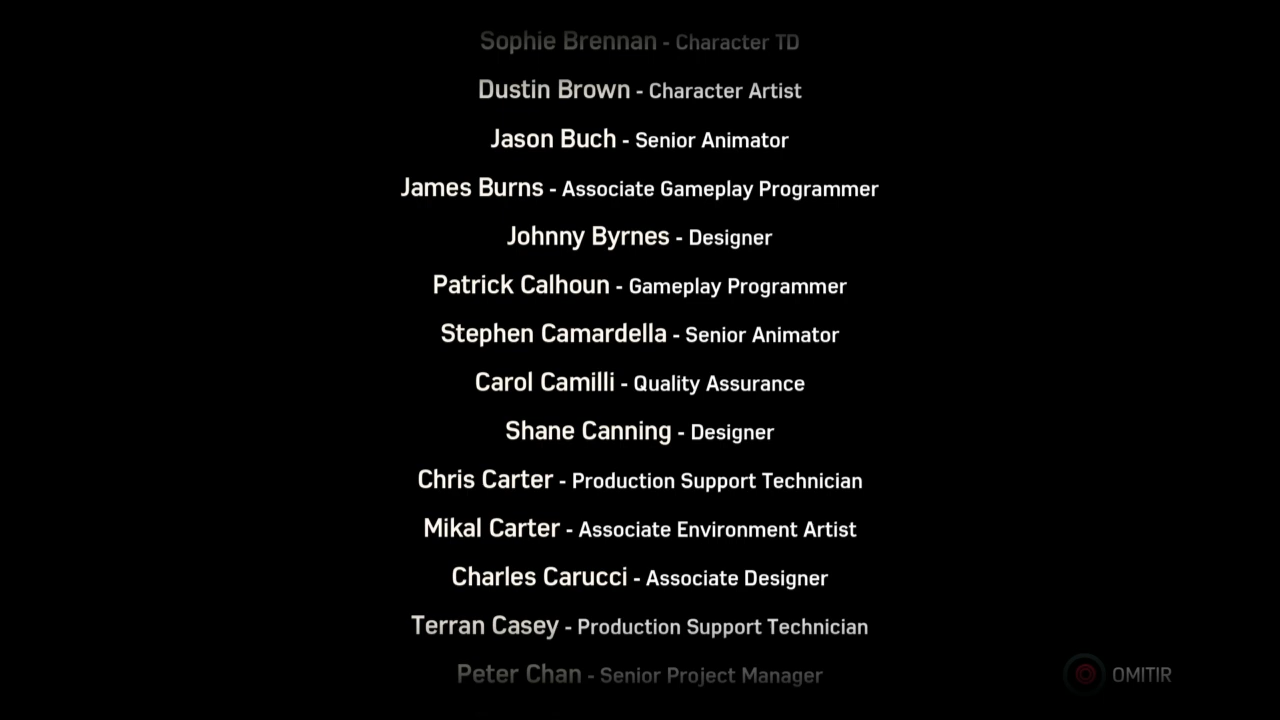 Sophie Brennan - Character TD
Dustin Brown - Character Artist
Jason Buch - Senior Animator
James Burns - Associate Gameplay Programmer
Johnny Byrnes - Designer
Patrick Calhoun - Gameplay Programmer
Stephen Camardella - Senior Animator
Carol Camilli - Quality Assurance
Shane Canning - Designer
Chris Carter - Production Support Technician
Mikal Carter - Associate Environment Artist
Charles Carucci - Associate Designer
Terran Casey - Production Support Technician
Peter Chan - Senior Project Manager
OMITIR